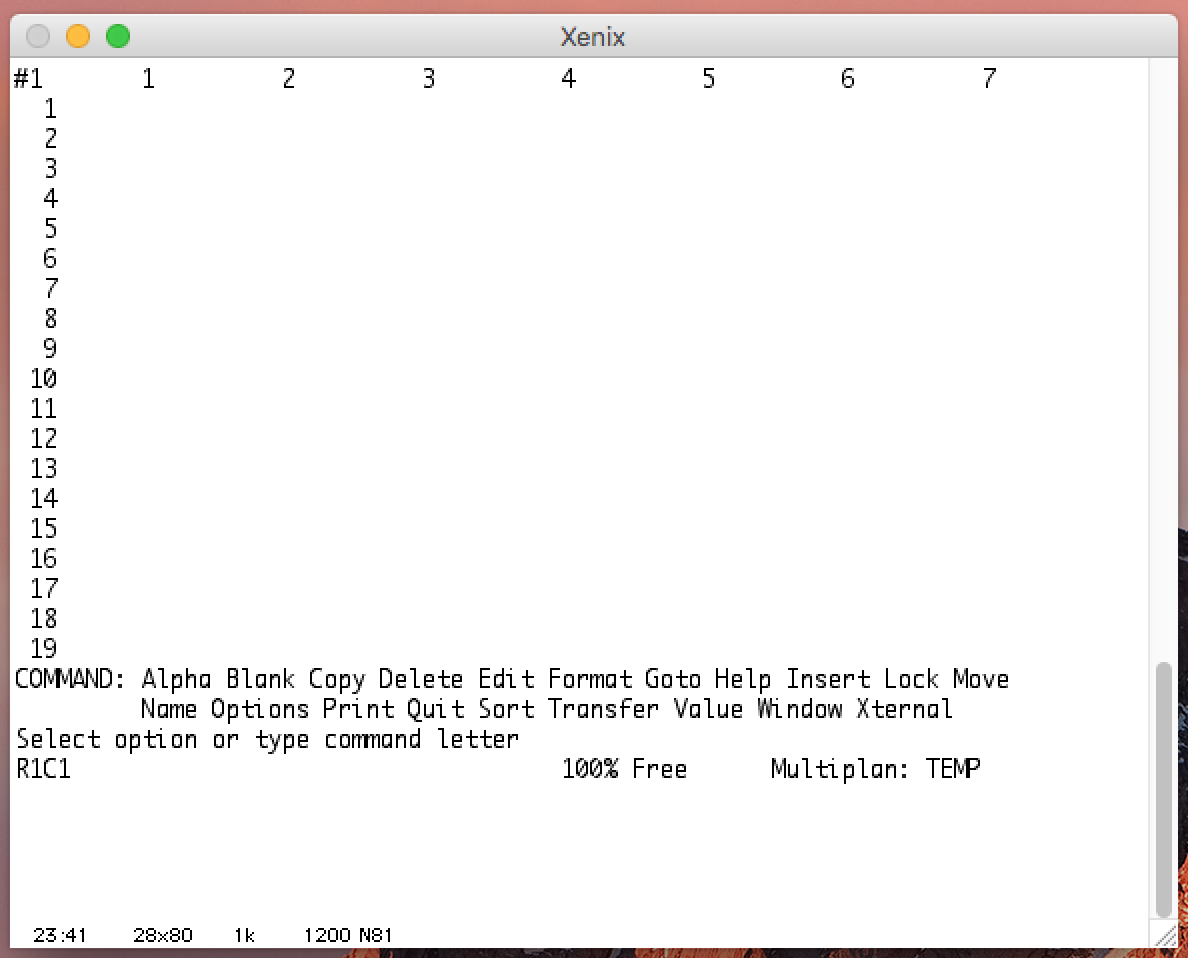 Xenix
#1 1 2 3 4 5 6 7
1
2
3
4
5
6
7
8
9
10
11
12
13
14
15
16
17
18
19
COMMAND: Alpha Blank Copy Delete Edit Format Goto Help Insert Lock Move
Name Options Print Quit Sort Transfer Value Window Xternal
Select option or type command letter
R1C1 100% Free Multiplan: TEMP
23:41 28x80 1k 1200 N81